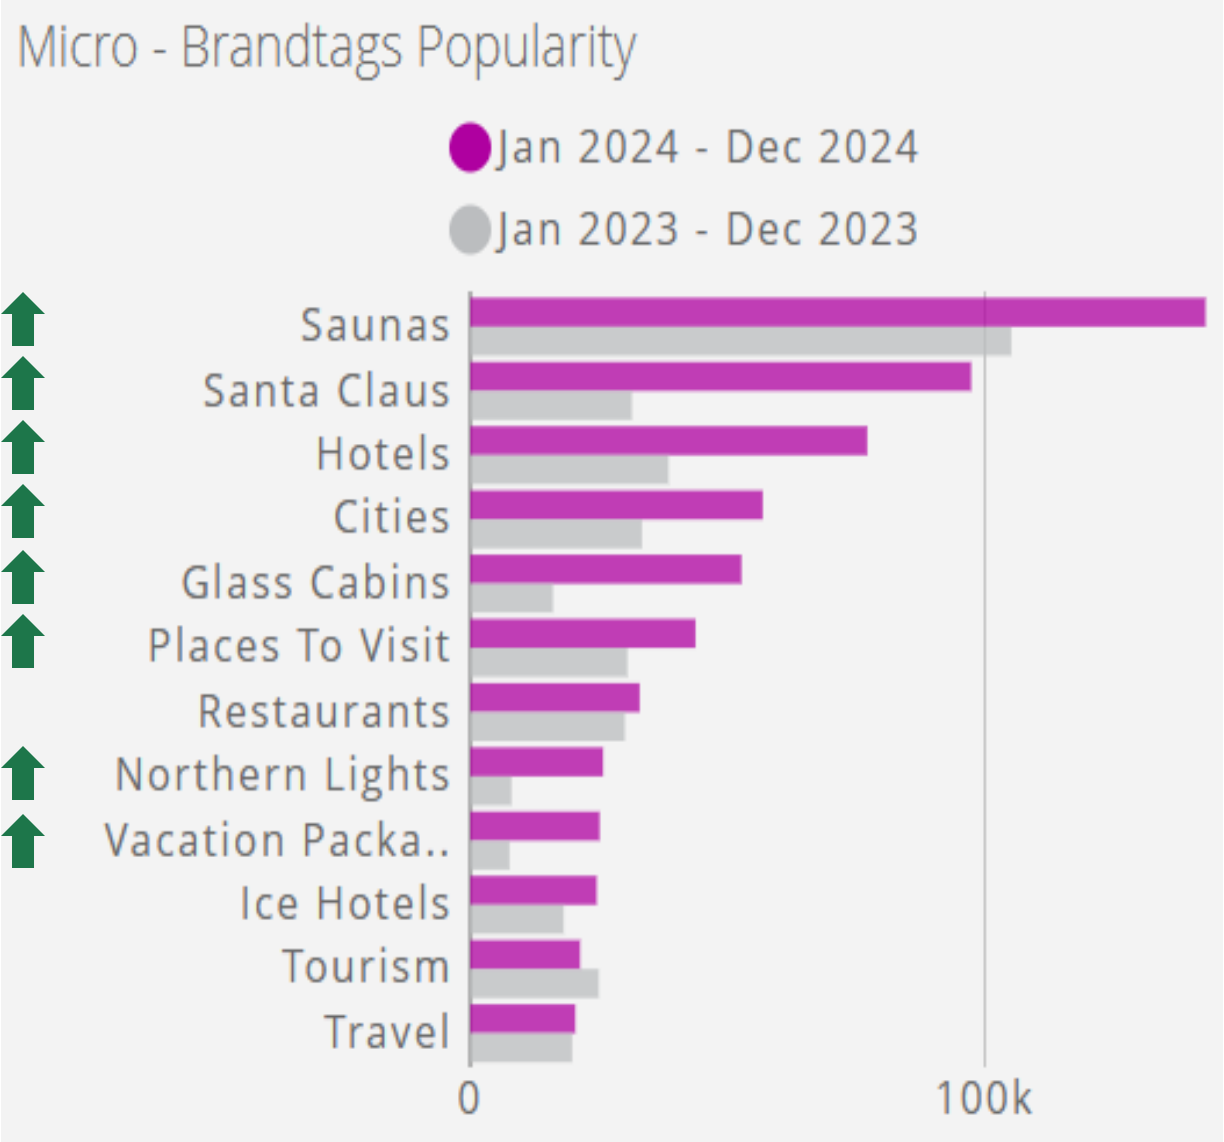 Micro - Brandtags Popularity
Jan 2024 - Dec 2024
Jan 2023 - Dec 2023
Saunas
Santa Claus
Hotels
Cities
Glass Cabins
Places To Visit
Restaurants
Northern Lights
Vacation Packa..
Ice Hotels
Tourism
Travel
0 100k